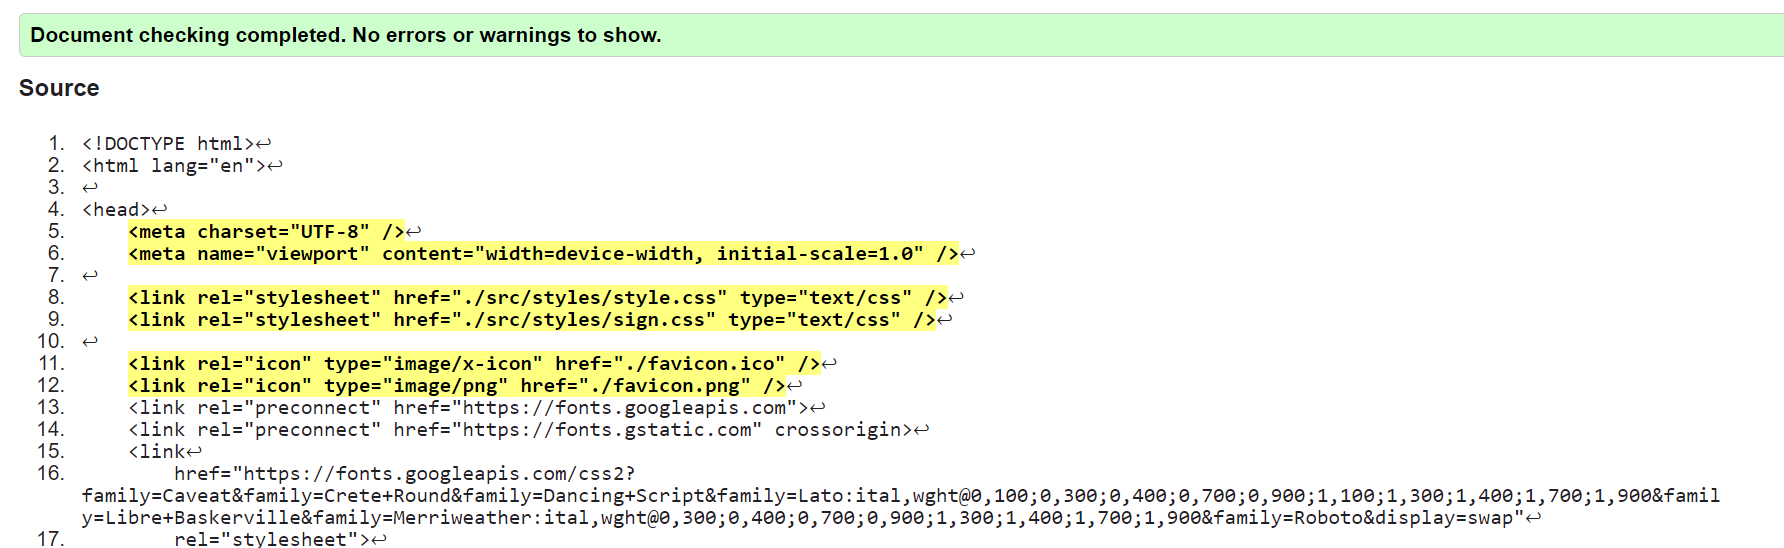 Document checking completed. No errors or warnings to show.
Source
1. <!DOCTYPE html>↩
2. <html lang="en">↩
3. ↩
4. <head>↩
5. <meta charset="UTF-8" />↩
6. <meta name="viewport" content="width=device-width, initial-scale=1.0" />↩
7. ↩
8. <link rel="stylesheet" href="./src/styles/style.css" type="text/css" />↩
9. <link rel="stylesheet" href="./src/styles/sign.css" type="text/css" />↩
10. ↩
11. <link rel="icon" type="image/x-icon" href="./favicon.ico" />↩
12. <link rel="icon" type="image/png" href="./favicon.png" />↩
13. <link rel="preconnect" href="https://fonts.googleapis.com">↩
14. <link rel="preconnect" href="https://fonts.gstatic.com" crossorigin>↩
15. <link↩
16. href="https://fonts.googleapis.com/css2?
family=Caveat&family=Crete+Round&family=Dancing+Script&family=Lato:ital,wght@0,100;0,300;0,400;0,700;0,900;1,100;1,300;1,400;1,700;1,900&famil
y=Libre+Baskerville&family=Merriweather:ital,wght@0,300;0,400;0,700;0,900;1,300;1,400;1,700;1,900&family=Roboto&display=swap"↩
17. rel="stylesheet">↩